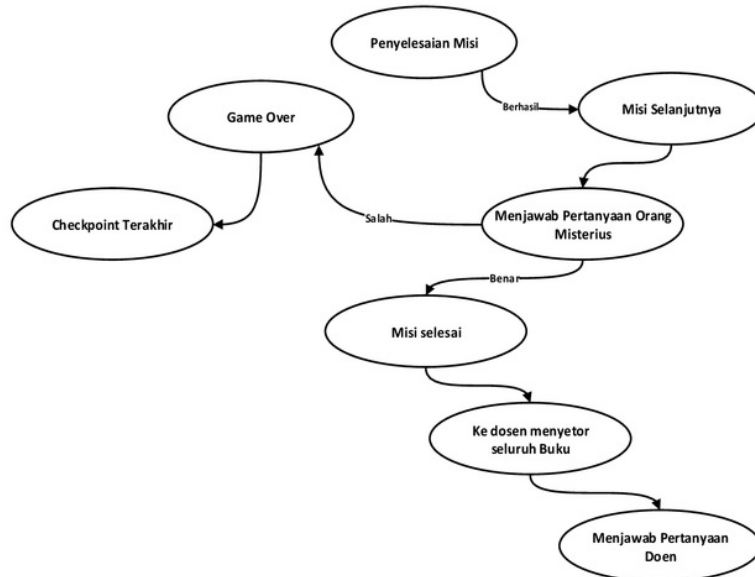 Penyelesaian Misi
Berhasil
Misi Selanjutnya
Game Over
Menjawab Pertanyaan Orang
Misterius
Salah
Checkpoint Terakhir
Benar
Misi selesai
Ke dosen menyetor
seluruh Buku
Menjawab Pertanyaan
Doen